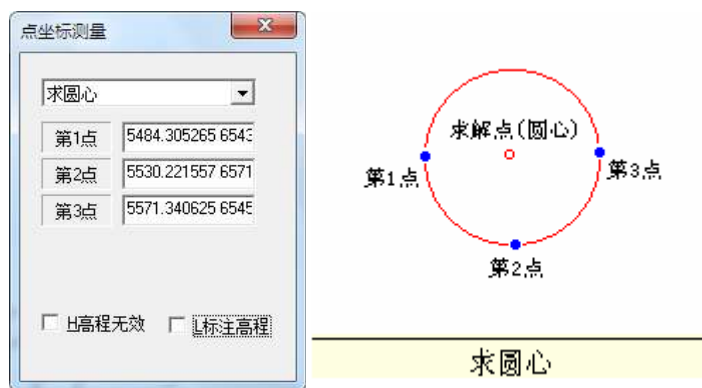 点坐标测量
求圆心
第1点 5484.305265 6543
第2点 5530.221557 6571
第3点 5571.340625 6545
H高程无效 L标注高程
求解点(圆心)
第1点
第3点
第2点
求圆心